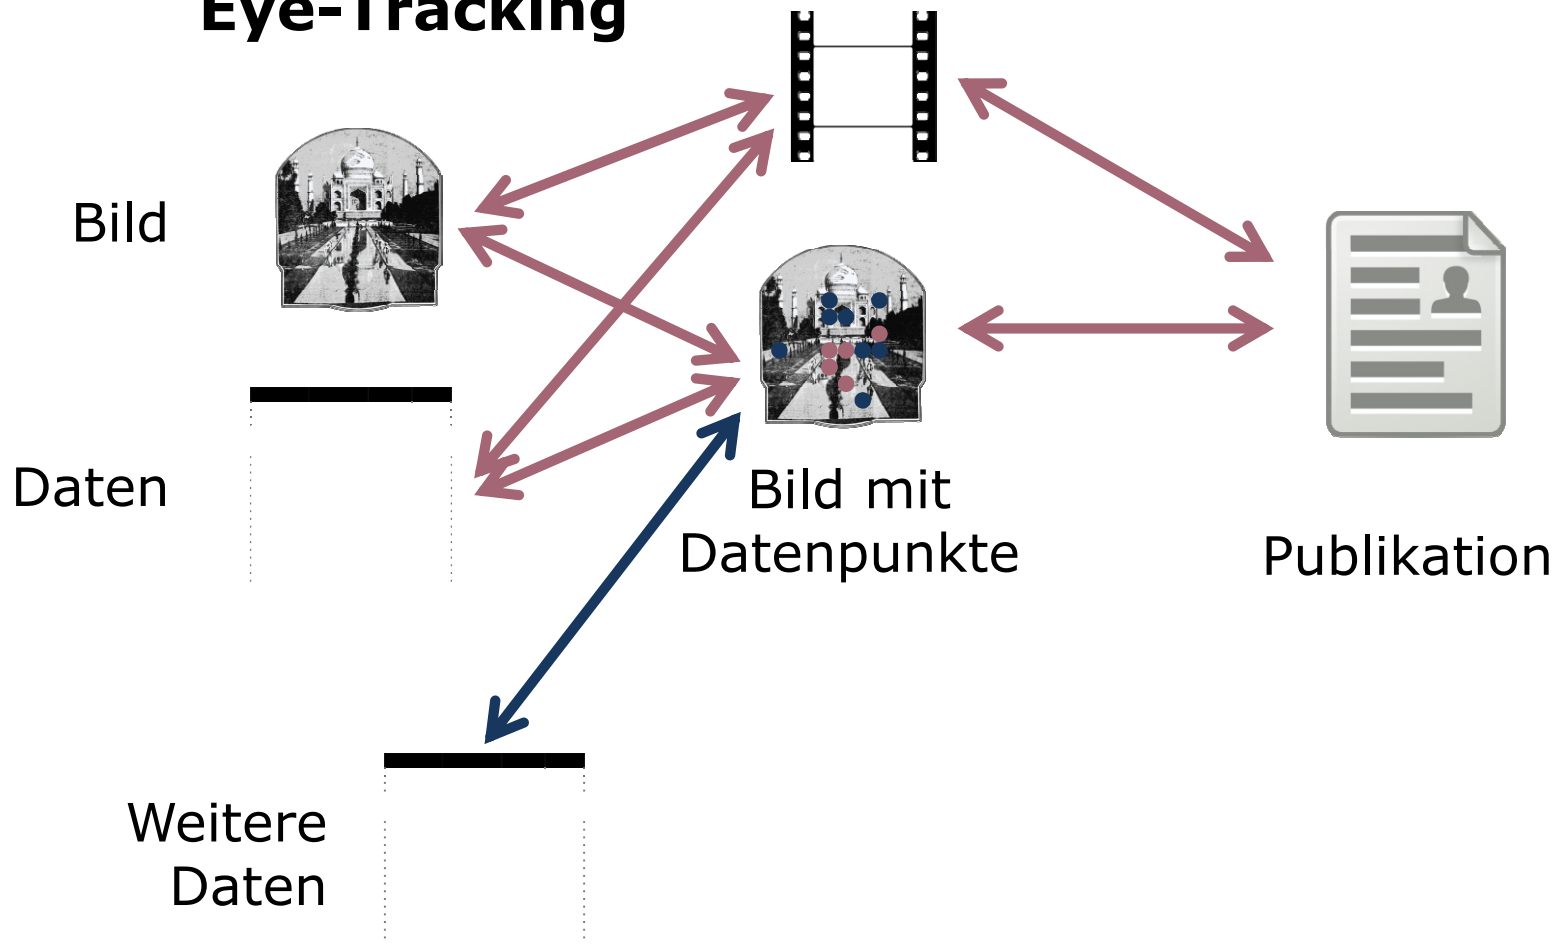 Eye-Tracking
Bild
Daten
Bild mit
Datenpunkte
Publikation
Weitere
Daten